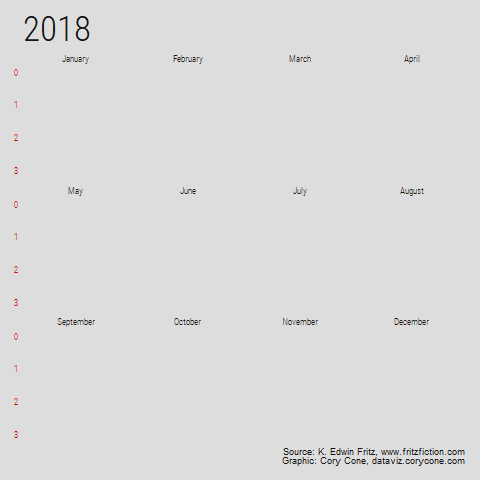 2018
January February March April
0
1
2
3
May June July August
0
1
2
3
September October November December
0
1
2
3
Source: K. Edwin Fritz, www.fritzfiction.com
Graphic: Cory Cone, dataviz.corycone.com